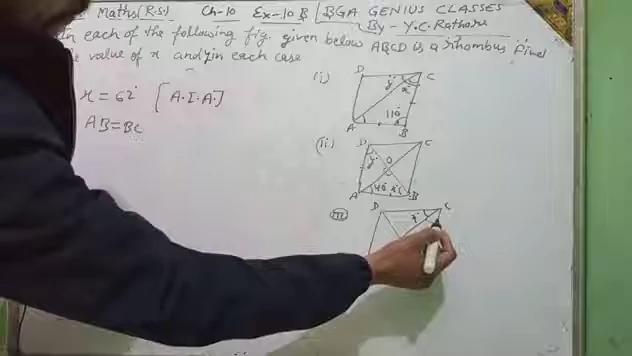 Maths (R.S.) Ch-10 Ex-10 B BGA GENIUS CLASSES
By - Y.C. Rathore
in each of the following fig. given below ABCD is a rhombus find
value of x and y in each case
x = 62° [A.I.A.]
AB = BC
(i) D C y x A 110° B
(ii) D C y O A 40° x B
(iii) D C x